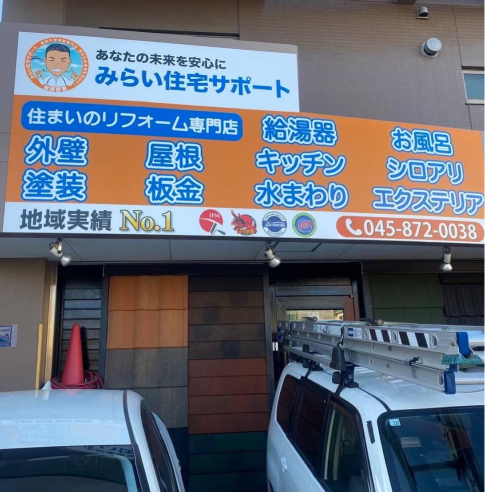 あなたの未来を安心に
みらい住宅サポート
住まいのリフォーム専門店
外壁 屋根 給湯器 お風呂
キッチン シロアリ
塗装 板金 水まわり エクステリア
地域実績 No.1
045-872-0038